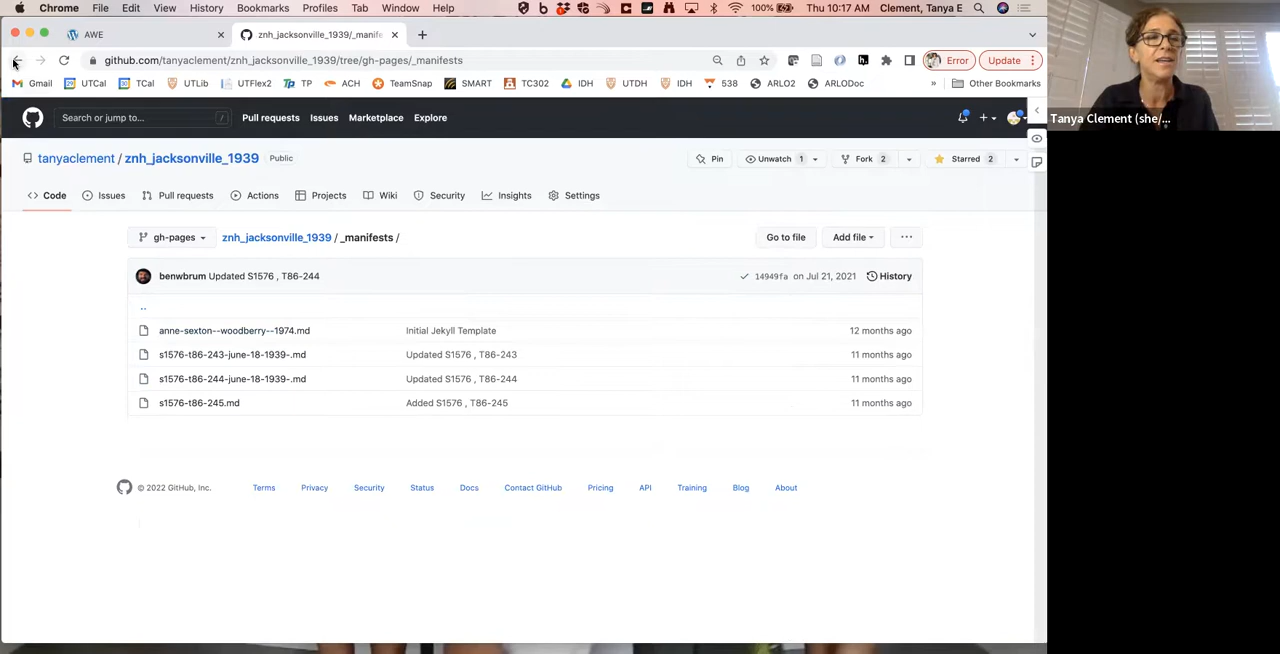 Chrome File Edit View History Bookmarks Profiles Tab Window Help 100% Thu 10:17 AM Clement, Tanya E
AWE znh_jacksonville_1939/_manife
github.com/tanyaclement/znh_jacksonville_1939/tree/gh-pages/_manifests Error Update
Gmail UTCal TCal UTLib UTFlex2 TP ACH TeamSnap SMART TC302 IDH UTDH IDH 538 ARLO2 ARLODoc » Other Bookmarks
Search or jump to... / Pull requests Issues Marketplace Explore
Tanya Clement (she/...
tanyaclement / znh_jacksonville_1939 Public Pin Unwatch 1 Fork 2 Starred 2
Code Issues Pull requests Actions Projects Wiki Security Insights Settings
gh-pages znh_jacksonville_1939 / _manifests / Go to file Add file ...
benwbrum Updated S1576 , T86-244 14949fa on Jul 21, 2021 History
..
anne-sexton--woodberry--1974.md Initial Jekyll Template 12 months ago
s1576-t86-243-june-18-1939-.md Updated S1576 , T86-243 11 months ago
s1576-t86-244-june-18-1939-.md Updated S1576 , T86-244 11 months ago
s1576-t86-245.md Added S1576 , T86-245 11 months ago
© 2022 GitHub, Inc. Terms Privacy Security Status Docs Contact GitHub Pricing API Training Blog About